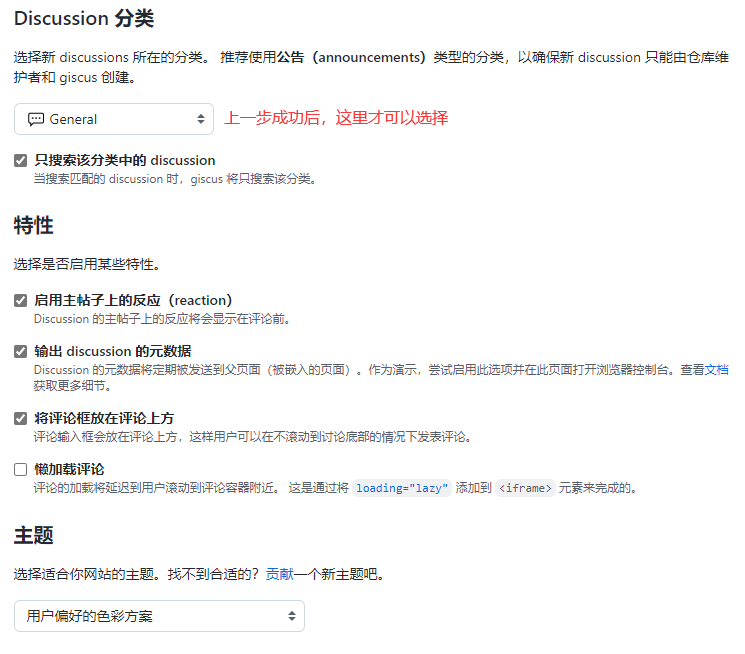 Discussion 分类
选择新 discussions 所在的分类。 推荐使用公告（announcements）类型的分类，以确保新 discussion 只能由仓库维
护者和 giscus 创建。
General
上一步成功后，这里才可以选择
只搜索该分类中的 discussion
当搜索匹配的 discussion 时，giscus 将只搜索该分类。
特性
选择是否启用某些特性。
启用主帖子上的反应（reaction）
Discussion 的主帖子上的反应将会显示在评论前。
输出 discussion 的元数据
Discussion 的元数据将定期被发送到父页面（被嵌入的页面）。作为演示，尝试启用此选项并在此页面打开浏览器控制台。查看文档
获取更多细节。
将评论框放在评论上方
评论输入框会放在评论上方，这样用户可以在不滚动到讨论底部的情况下发表评论。
懒加载评论
评论的加载将延迟到用户滚动到评论容器附近。 这是通过将 loading="lazy" 添加到 <iframe> 元素来完成的。
主题
选择适合你网站的主题。找不到合适的？贡献一个新主题吧。
用户偏好的色彩方案